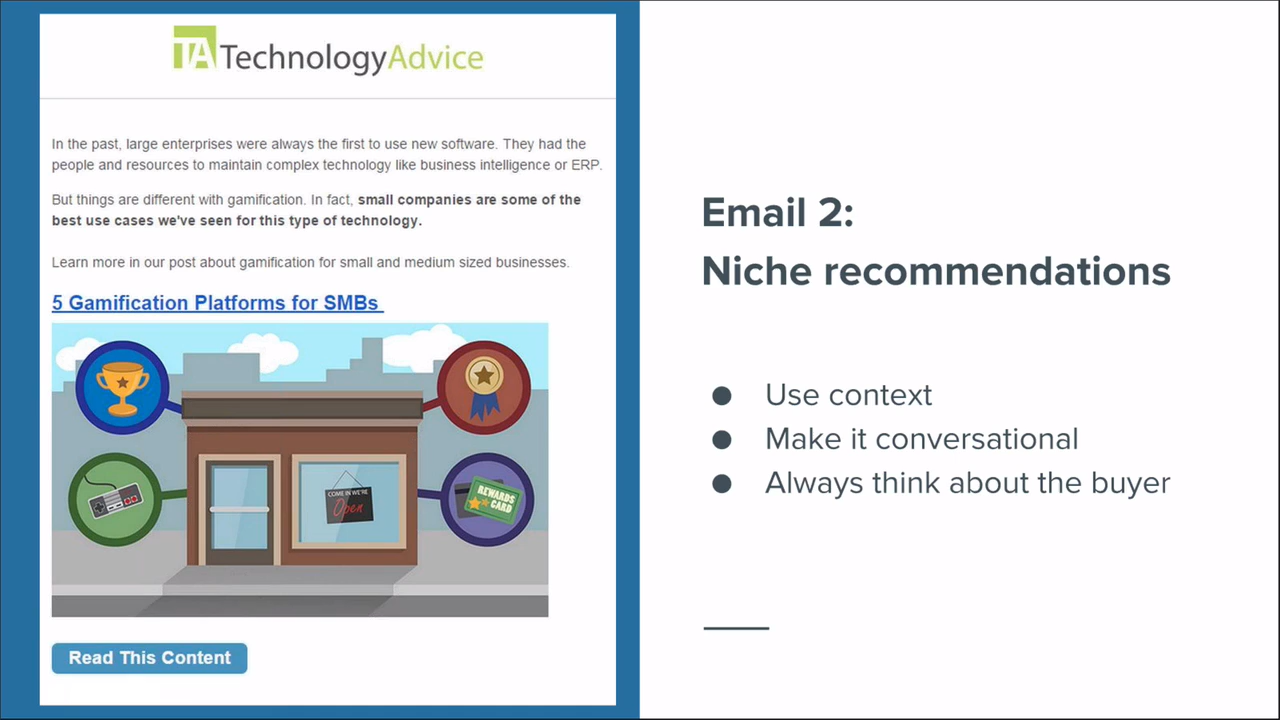 TA TechnologyAdvice
In the past, large enterprises were always the first to use new software. They had the
people and resources to maintain complex technology like business intelligence or ERP.
But things are different with gamification. In fact, small companies are some of the
best use cases we've seen for this type of technology.
Learn more in our post about gamification for small and medium sized businesses.
5 Gamification Platforms for SMBs
COME IN WE'RE
Open
REWARDS
CARD
Read This Content
Email 2:
Niche recommendations
● Use context
● Make it conversational
● Always think about the buyer